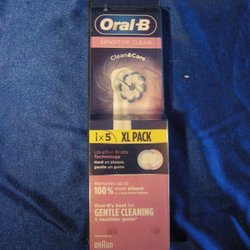 Oral-B
SENSITIVE CLEAN
Clean&Care
1x5 XL PACK
UltraThin Bristle
Technology
Hard on plaque,
gentle on gums
Removes up to
100% more plaque
Oral-B's best for
GENTLE CLEANING
& healthier gums
BRAUN